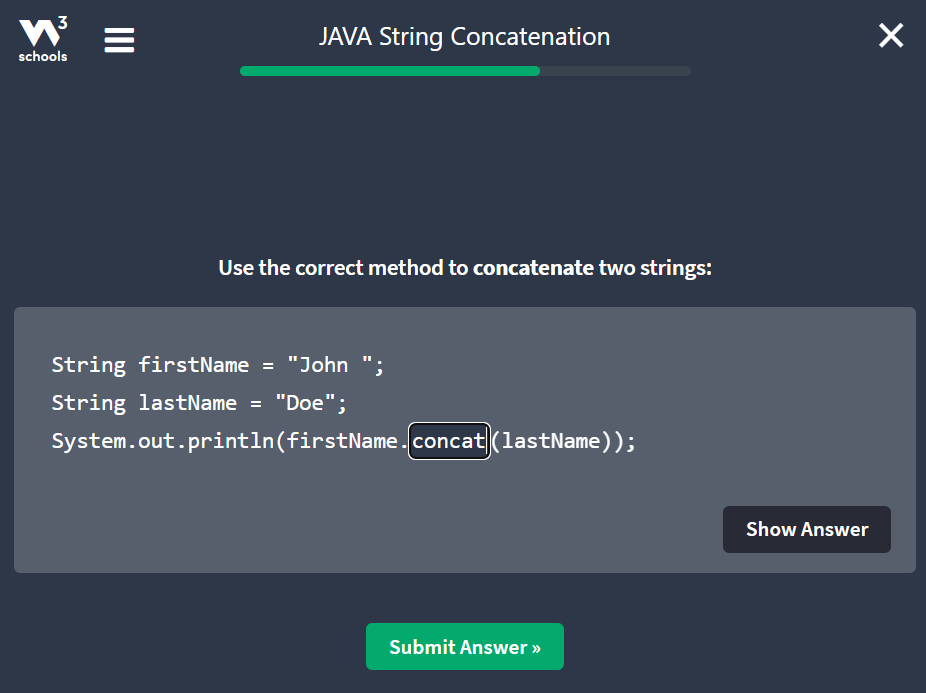 3
schools
JAVA String Concatenation
Use the correct method to concatenate two strings:
String firstName = "John ";
String lastName = "Doe";
System.out.println(firstName.concat(lastName));
Show Answer
Submit Answer »